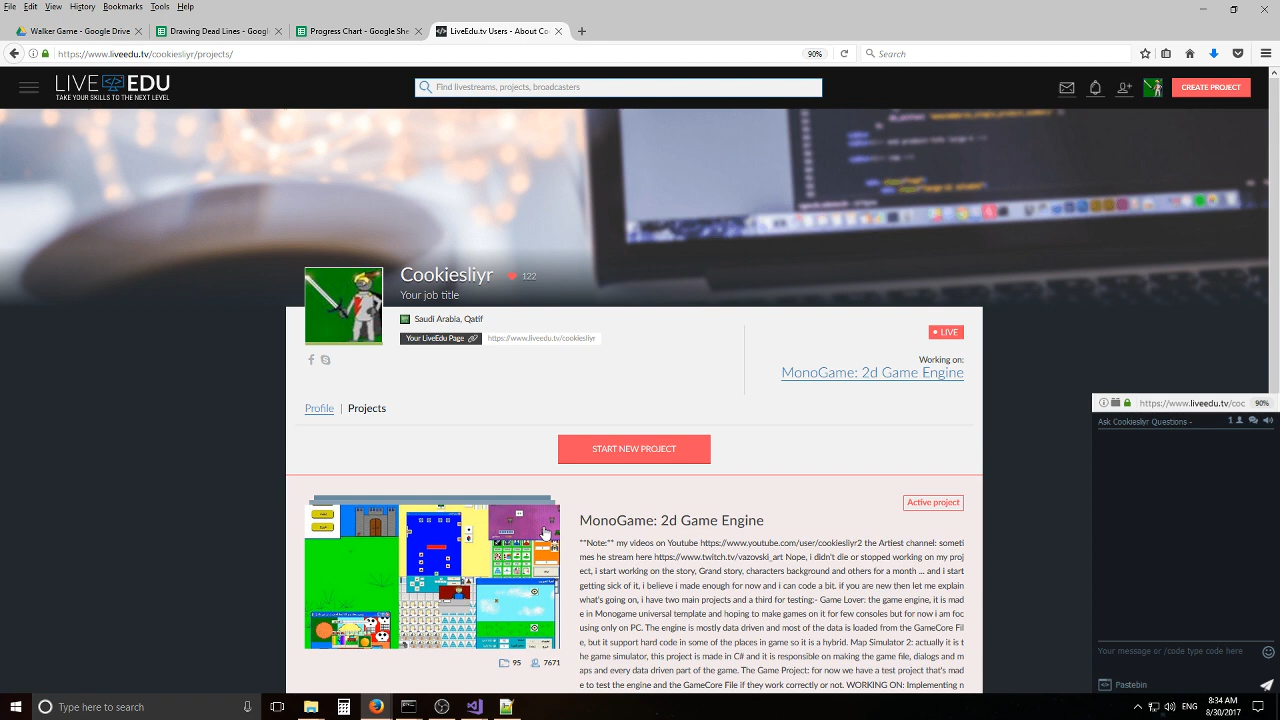 File Edit View History Bookmarks Tools Help
Walker Game - Google Drive
Drawing Dead Lines - Googl
Progress Chart - Google She
LiveEdu.tv Users - About Co
https://www.liveedu.tv/cookiesliyr/projects/
90%
Search
LIVE EDU
TAKE YOUR SKILLS TO THE NEXT LEVEL
Find livestreams, projects, broadcasters
CREATE PROJECT
Cookiesliyr 122
Your job title
Saudi Arabia, Qatif
Your LiveEdu Page https://www.liveedu.tv/cookiesliyr
LIVE
Working on:
MonoGame: 2d Game Engine
Profile | Projects
START NEW PROJECT
Active project
MonoGame: 2d Game Engine
**Note:** my videos on Youtube https://www.youtube.com/user/cookiesliyr2 the Artiest channel: someti
mes he stream here https://www.twitch.tv/vazovski_art Nope, i didn't die or stopped working on my proj
ect, i start working on the story, Grand story, characters background and others for a month ... and i start
getting sick of it, i believe i made enough for now and i can code a bit. if you are new then let me explain
what's going on, i have two main projects and a third for testing:- Game Lover: the game engine, it is mad
e in Monogame universal template and hoping to make games on it for few consoles but for now i am foc
using only on PC. The engine is mostly data driven and most of the data is loaded from the GameCore Fil
e, but it support hard code in some of the places in game so it is a hybrid. Map Simulator 2: actually it is t
he game simulator, this project is made in C# and it is responsible on making the game file, dialogs and m
aps and every data driven part of the game. The Game Project: for now we have a test project that's mad
e to test the engine and the GameCore File if they work correctly or not. WORKING ON: Implementing n
95 7671
https://www.liveedu.tv/coc 90%
Ask Cookiesliyr Questions - 1
Your message or /code type code here
Pastebin
Type here to search
ENG
8:34 AM
8/30/2017